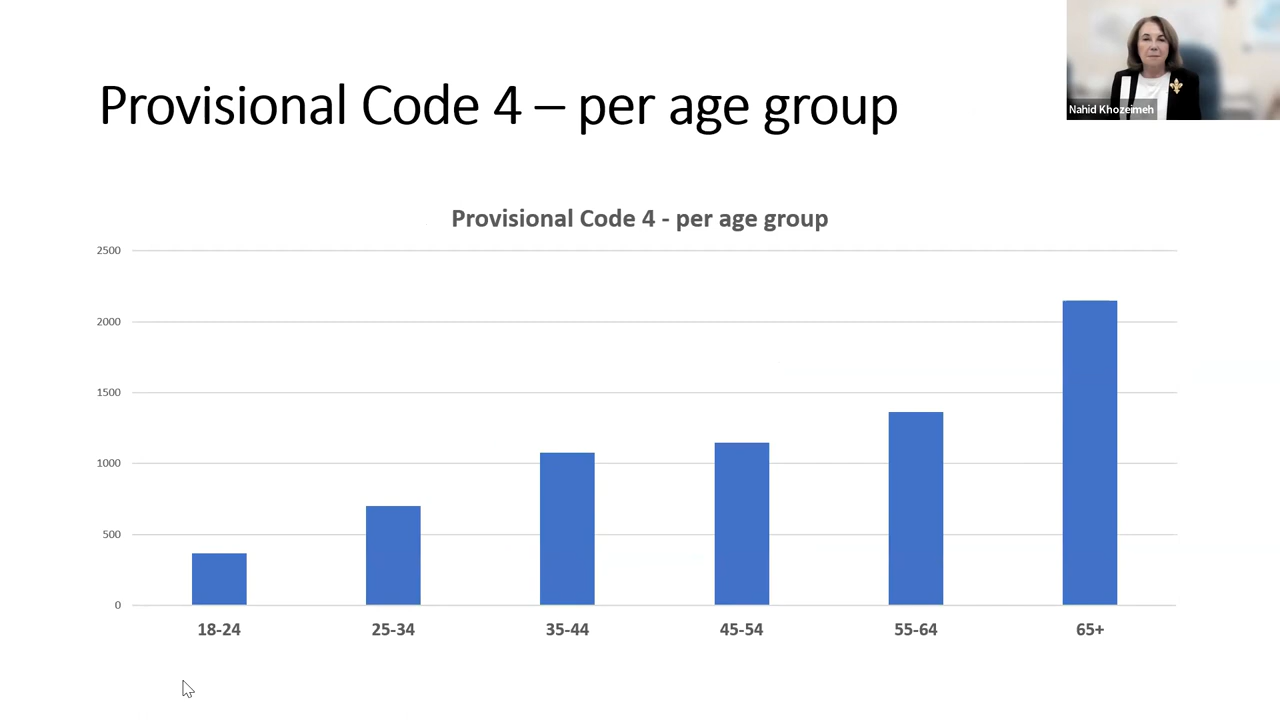 Provisional Code 4 – per age group
Nahid Khozeimeh
Provisional Code 4 - per age group
2500
2000
1500
1000
500
0
18-24 25-34 35-44 45-54 55-64 65+